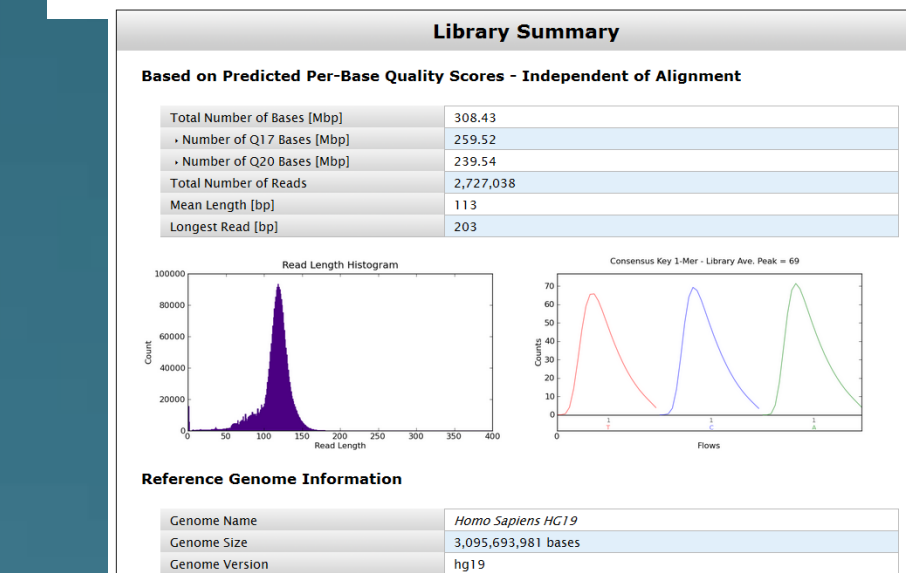 Library Summary
Based on Predicted Per-Base Quality Scores - Independent of Alignment
Total Number of Bases [Mbp] 308.43
Number of Q17 Bases [Mbp] 259.52
Number of Q20 Bases [Mbp] 239.54
Total Number of Reads 2,727,038
Mean Length [bp] 113
Longest Read [bp] 203
Read Length Histogram
100000
80000
60000
40000
20000
0
Count
0 50 100 150 200 250 300 350 400
Read Length
Consensus Key 1-Mer - Library Ave. Peak = 69
70
60
50
40
30
20
10
0
Counts
1 1 1
T C A
0
Flows
Reference Genome Information
Genome Name Homo Sapiens HG19
Genome Size 3,095,693,981 bases
Genome Version hg19